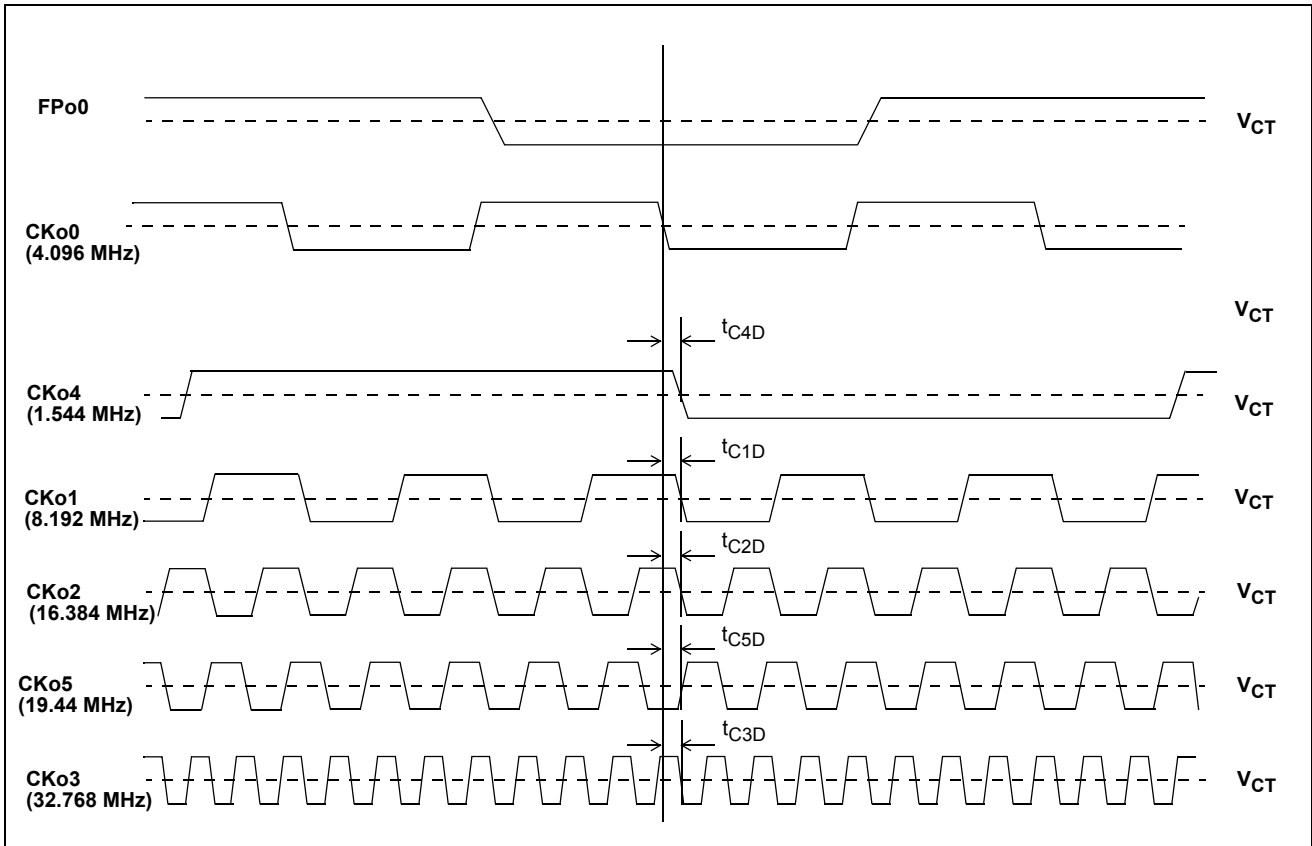 FPo0
VCT
CKo0
(4.096 MHz)
VCT
tC4D
CKo4
(1.544 MHz)
VCT
tC1D
CKo1
(8.192 MHz)
VCT
tC2D
CKo2
(16.384 MHz)
VCT
tC5D
CKo5
(19.44 MHz)
VCT
tC3D
CKo3
(32.768 MHz)
VCT